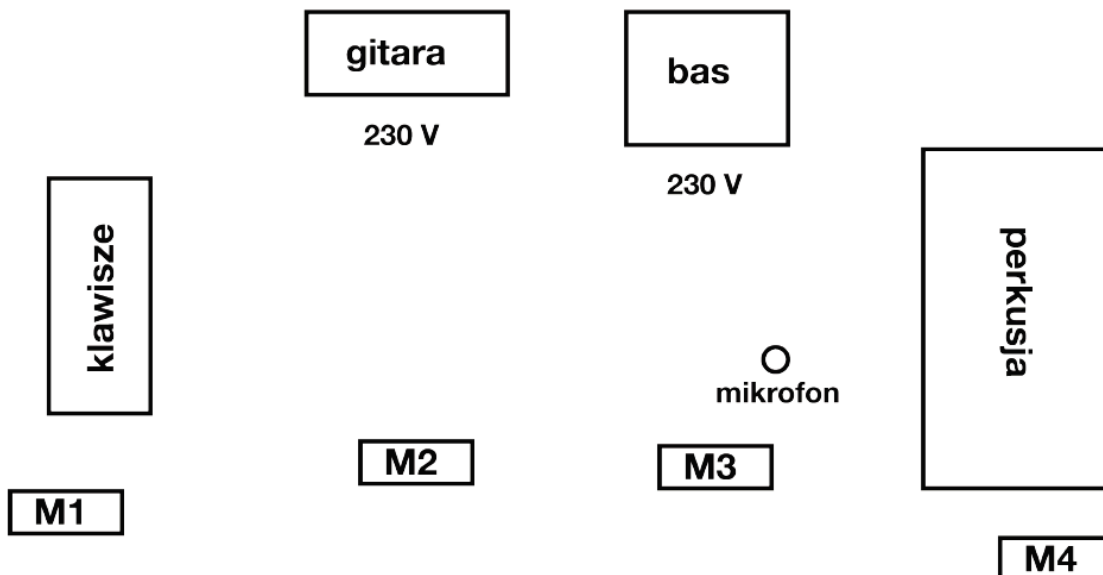 gitara
bas
230 V
230 V
klawisze
perkusja
mikrofon
M2
M3
M1
M4